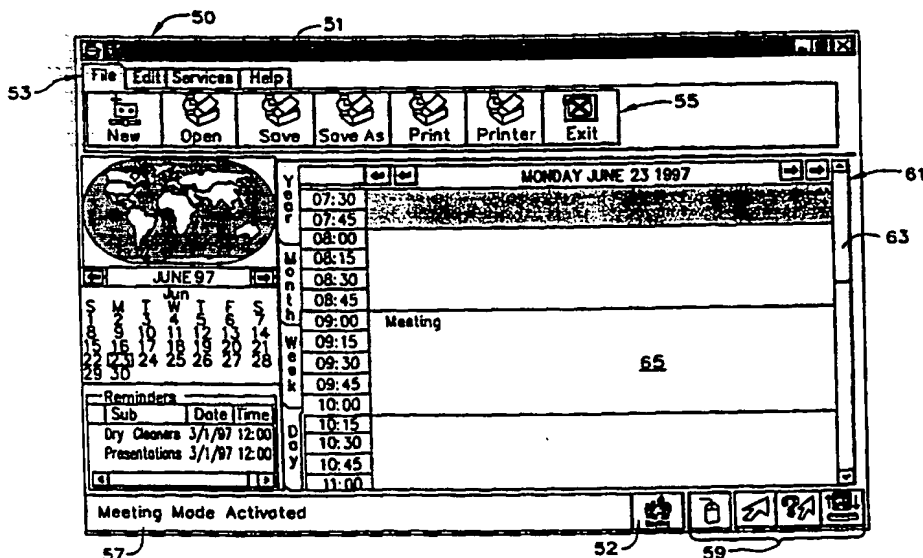 50
51
53
File Edit Services Help
New Open Save Save As Print Printer Exit
55
MONDAY JUNE 23 1997
61
63
Year
Month
Week
Day
07:30
07:45
08:00
08:15
08:30
08:45
09:00 Meeting
09:15
09:30
09:45
10:00
10:15
10:30
10:45
11:00
65
JUNE 97
Jun
S M T W T F S
1 2 3 4 5 6 7
8 9 10 11 12 13 14
15 16 17 18 19 20 21
22 23 24 25 26 27 28
29 30
Reminders
Sub Date Time
Dry Cleaners 3/1/97 12:00
Presentations 3/1/97 12:00
Meeting Mode Activated
57
52
59